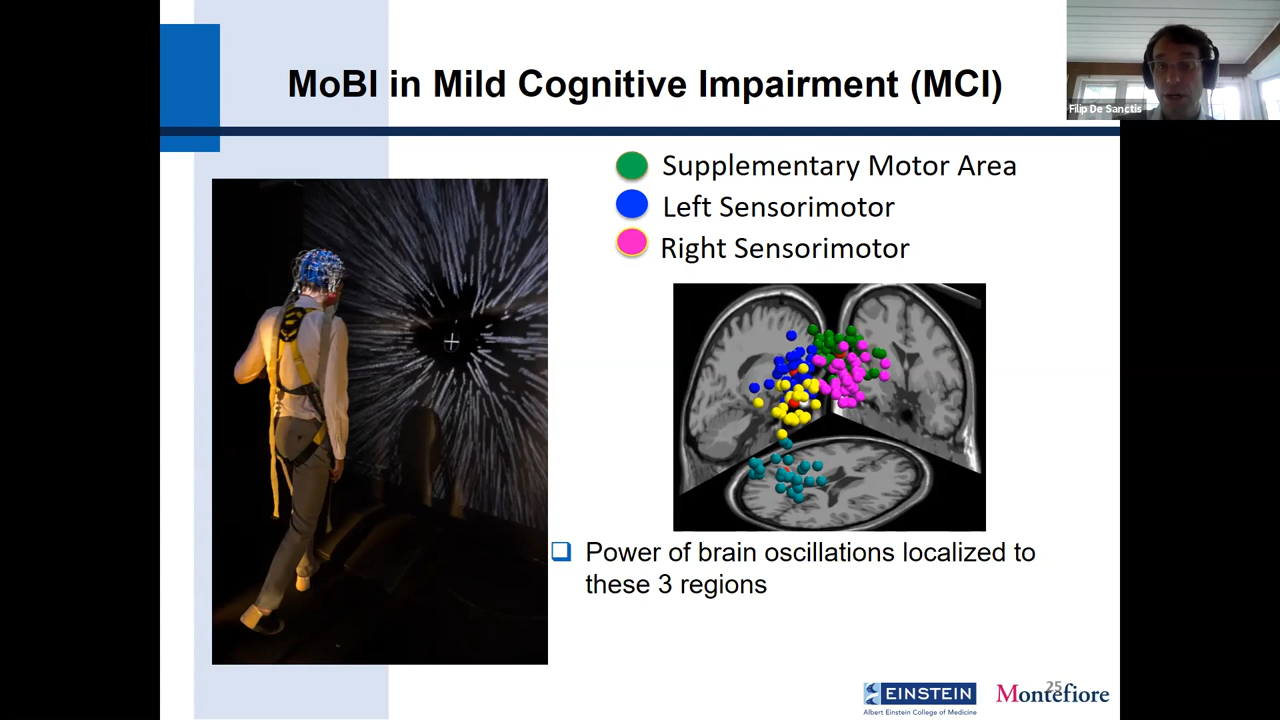 MoBI in Mild Cognitive Impairment (MCI)
Filip De Sanctis
Supplementary Motor Area
Left Sensorimotor
Right Sensorimotor
Power of brain oscillations localized to
these 3 regions
EINSTEIN
Albert Einstein College of Medicine
Montefiore
25